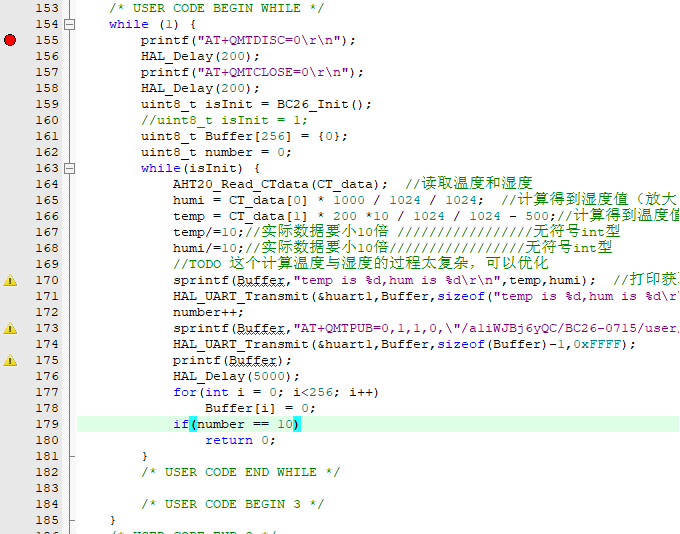 153 /* USER CODE BEGIN WHILE */
154 while (1) {
155 printf("AT+QMTDISC=0\r\n");
156 HAL_Delay(200);
157 printf("AT+QMTCLOSE=0\r\n");
158 HAL_Delay(200);
159 uint8_t isInit = BC26_Init();
160 //uint8_t isInit = 1;
161 uint8_t Buffer[256] = {0};
162 uint8_t number = 0;
163 while(isInit) {
164 AHT20_Read_CTdata(CT_data); //读取温度和湿度
165 humi = CT_data[0] * 1000 / 1024 / 1024; //计算得到湿度值（放大
166 temp = CT_data[1] * 200 *10 / 1024 / 1024 - 500;//计算得到温度值
167 temp/=10;//实际数据要小10倍 /////////////////无符号int型
168 humi/=10;//实际数据要小10倍/////////////////无符号int型
169 //TODO 这个计算温度与湿度的过程太复杂，可以优化
170 sprintf(Buffer,"temp is %d,hum is %d\r\n",temp,humi); //打印获
171 HAL_UART_Transmit(&huart1,Buffer,sizeof("temp is %d,hum is %d\r\
172 number++;
173 sprintf(Buffer,"AT+QMTPUB=0,1,1,0,\"/a1iWJBj6yQC/BC26-0715/user/
174 HAL_UART_Transmit(&huart1,Buffer,sizeof(Buffer)-1,0xFFFF);
175 printf(Buffer);
176 HAL_Delay(5000);
177 for(int i = 0; i<256; i++)
178 Buffer[i] = 0;
179 if(number == 10)
180 return 0;
181 }
182 /* USER CODE END WHILE */
183
184 /* USER CODE BEGIN 3 */
185 }